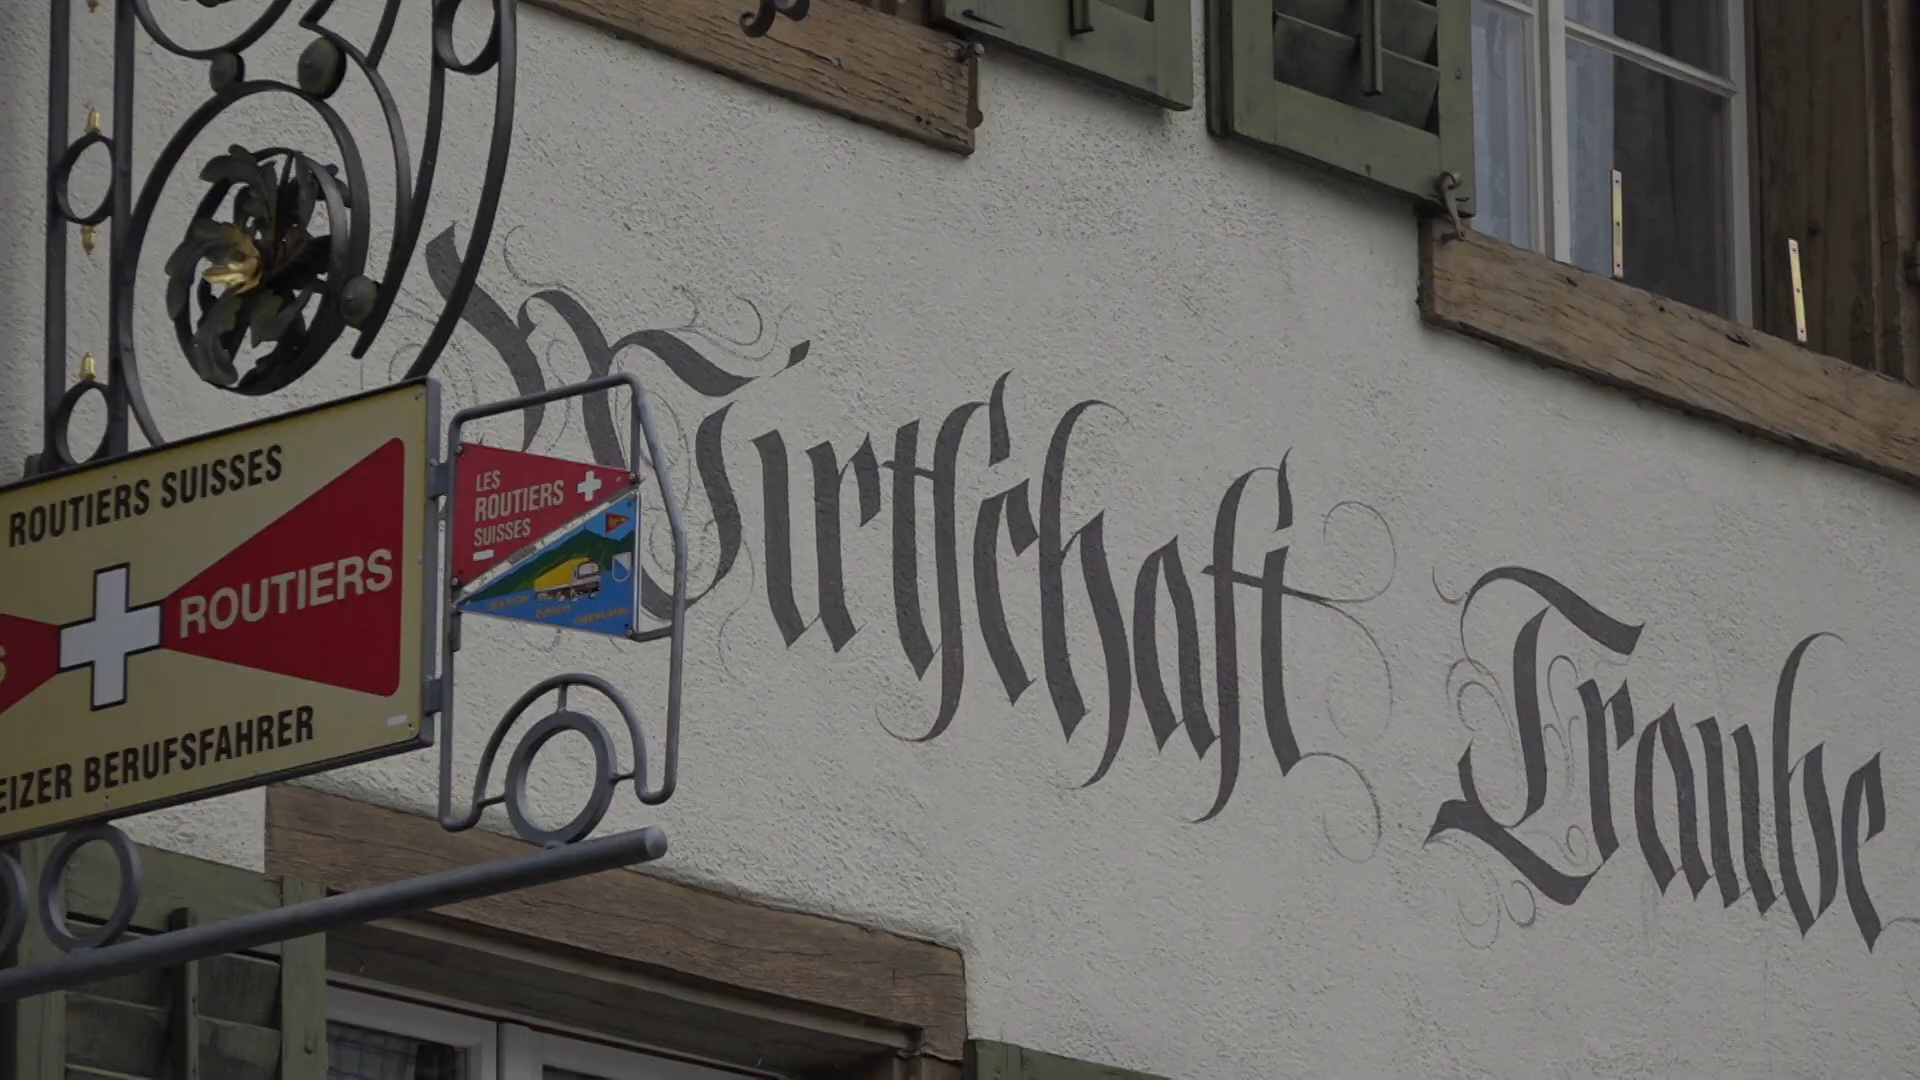 ROUTIERS SUISSES
ROUTIERS
EIZER BERUFSFAHRER
LES
ROUTIERS
SUISSES
Wirtschaft Traube